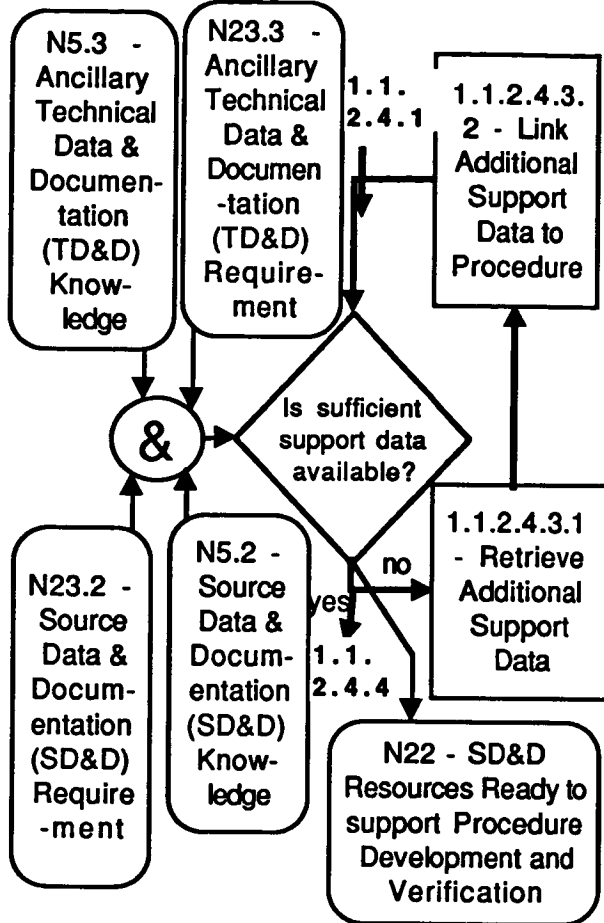 N5.3 -
Ancillary
Technical
Data &
Documen-
tation
(TD&D)
Know-
ledge
N23.3 -
Ancillary
Technical
Data &
Documen
-tation
(TD&D)
Require-
ment
1.1.
2.4.1
1.1.2.4.3.
2 - Link
Additional
Support
Data to
Procedure
&
Is sufficient
support data
available?
no
yes
1.1.
2.4.4
1.1.2.4.3.1
- Retrieve
Additional
Support
Data
N23.2 -
Source
Data &
Docum-
entation
(SD&D)
Require
-ment
N5.2 -
Source
Data &
Docum-
entation
(SD&D)
Know-
ledge
N22 - SD&D
Resources Ready to
support Procedure
Development and
Verification